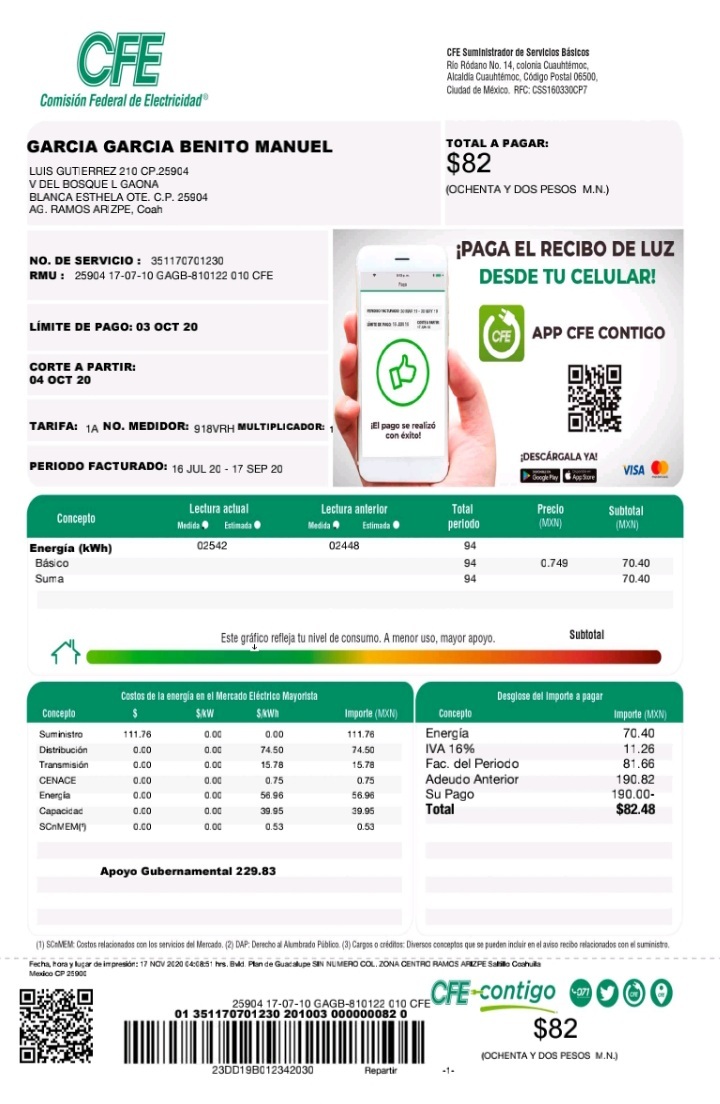 CFE
Comisión Federal de Electricidad®
CFE Suministrador de Servicios Básicos
Río Ródano No. 14, colonia Cuauhtémoc,
Alcaldía Cuauhtémoc, Código Postal 06500,
Ciudad de México. RFC: CSS160330CP7
GARCIA GARCIA BENITO MANUEL
LUIS GUTIERREZ 210 CP.25904
V DEL BOSQUE L GAONA
BLANCA ESTHELA OTE. C.P. 25904
AG. RAMOS ARIZPE, Coah
TOTAL A PAGAR:
$82
(OCHENTA Y DOS PESOS M.N.)
NO. DE SERVICIO : 351170701230
RMU : 25904 17-07-10 GAGB-810122 010 CFE
LÍMITE DE PAGO: 03 OCT 20
CORTE A PARTIR:
04 OCT 20
TARIFA: 1A NO. MEDIDOR: 918VRH MULTIPLICADOR: 1
PERIODO FACTURADO: 16 JUL 20 - 17 SEP 20
¡PAGA EL RECIBO DE LUZ
DESDE TU CELULAR!
CFE
APP CFE CONTIGO
¡El pago se realizó
con éxito!
¡DESCÁRGALA YA!
Google Play
App Store
VISA
Concepto Lectura actual Lectura anterior Total periodo Precio (MXN) Subtotal (MXN)
Medida Estimada Medida Estimada
Energía (kWh) 02542 02448 94
Básico 94 0.749 70.40
Suma 94 70.40
Este gráfico refleja tu nivel de consumo. A menor uso, mayor apoyo.
Subtotal
Costos de la energía en el Mercado Eléctrico Mayorista
Concepto $ $/kW $/kWh Importe (MXN)
Suministro 111.76 0.00 0.00 111.76
Distribución 0.00 0.00 74.50 74.50
Transmisión 0.00 0.00 15.78 15.78
CENACE 0.00 0.00 0.75 0.75
Energía 0.00 0.00 56.96 56.96
Capacidad 0.00 0.00 39.95 39.95
SCnMEM(*) 0.00 0.00 0.53 0.53
Apoyo Gubernamental 229.83
Desglose del Importe a pagar
Concepto Importe (MXN)
Energía 70.40
IVA 16% 11.26
Fac. del Periodo 81.66
Adeudo Anterior 190.82
Su Pago 190.00-
Total $82.48
(1) SCnMEM: Costos relacionados con los servicios del Mercado. (2) DAP: Derecho al Alumbrado Público. (3) Cargos o créditos: Diversos conceptos que se pueden incluir en el aviso recibo relacionados con el suministro.
Fecha, hora y lugar de impresión: 17 NOV 2020 04:08:51 hrs. Bvld. Plan de Guadalupe SIN NUMERO COL. ZONA CENTRO RAMOS ARIZPE Saltillo Coahuila
Mexico CP 25900
25904 17-07-10 GAGB-810122 010 CFE
01 351170701230 201003 000000082 0
23DD19B012342030 Repartir -1-
CFE contigo
071
$82
(OCHENTA Y DOS PESOS M.N.)